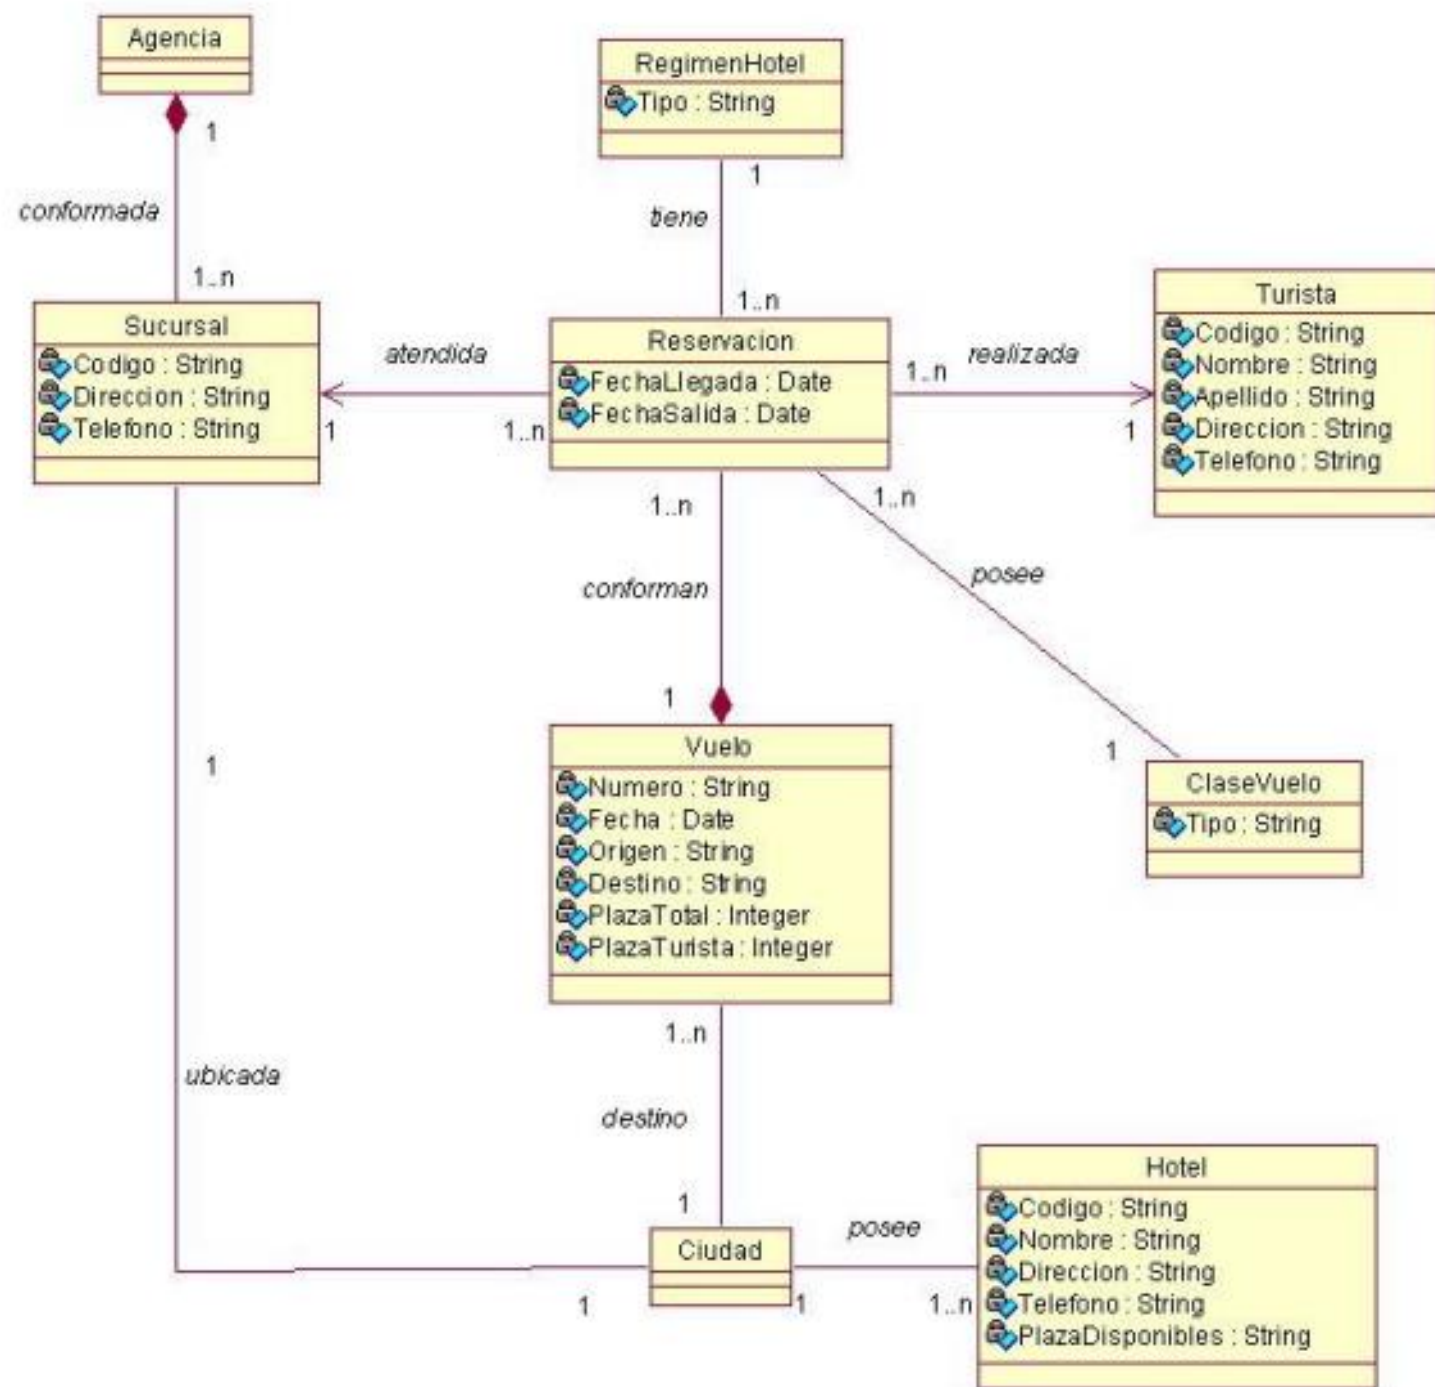 Agencia
1
conformada
1..n
RegimenHotel
Tipo : String
1
tiene
1..n
Sucursal
Codigo : String
Direccion : String
Telefono : String
atendida
1
1..n
Reservacion
FechaLlegada : Date
FechaSalida : Date
realizada
1..n
1
Turista
Codigo : String
Nombre : String
Apellido : String
Direccion : String
Telefono : String
1..n
conforman
1
1..n
posee
1
ClaseVuelo
Tipo : String
Vuelo
Numero : String
Fecha : Date
Origen : String
Destino : String
PlazaTotal : Integer
PlazaTurista : Integer
1
ubicada
1
1..n
destino
1
Ciudad
posee
1
1..n
Hotel
Codigo : String
Nombre : String
Direccion : String
Telefono : String
PlazaDisponibles : String